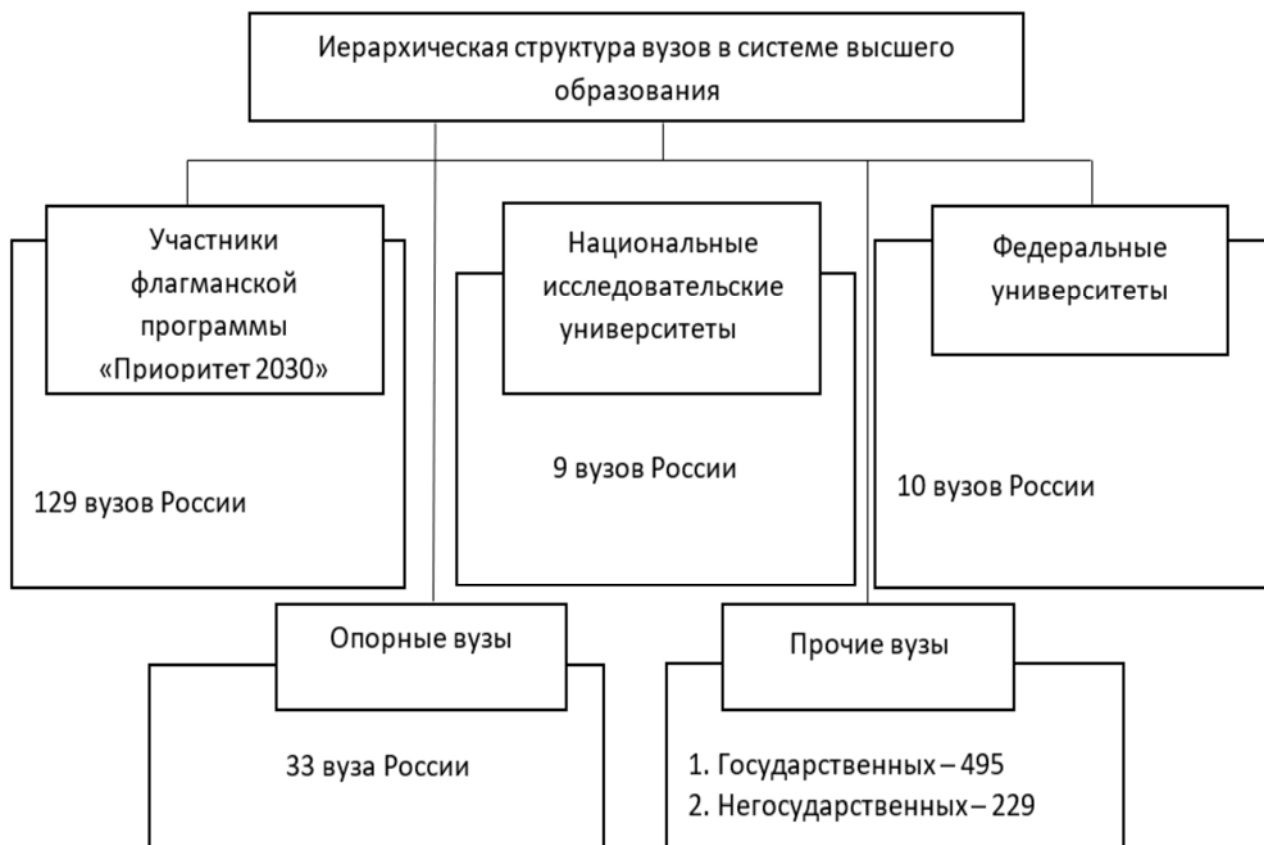 Иерархическая структура вузов в системе высшего
образования
Участники
флагманской
программы
«Приоритет 2030»
129 вузов России
Национальные
исследовательские
университеты
9 вузов России
Федеральные
университеты
10 вузов России
Опорные вузы
33 вуза России
Прочие вузы
1. Государственных – 495
2. Негосударственных – 229